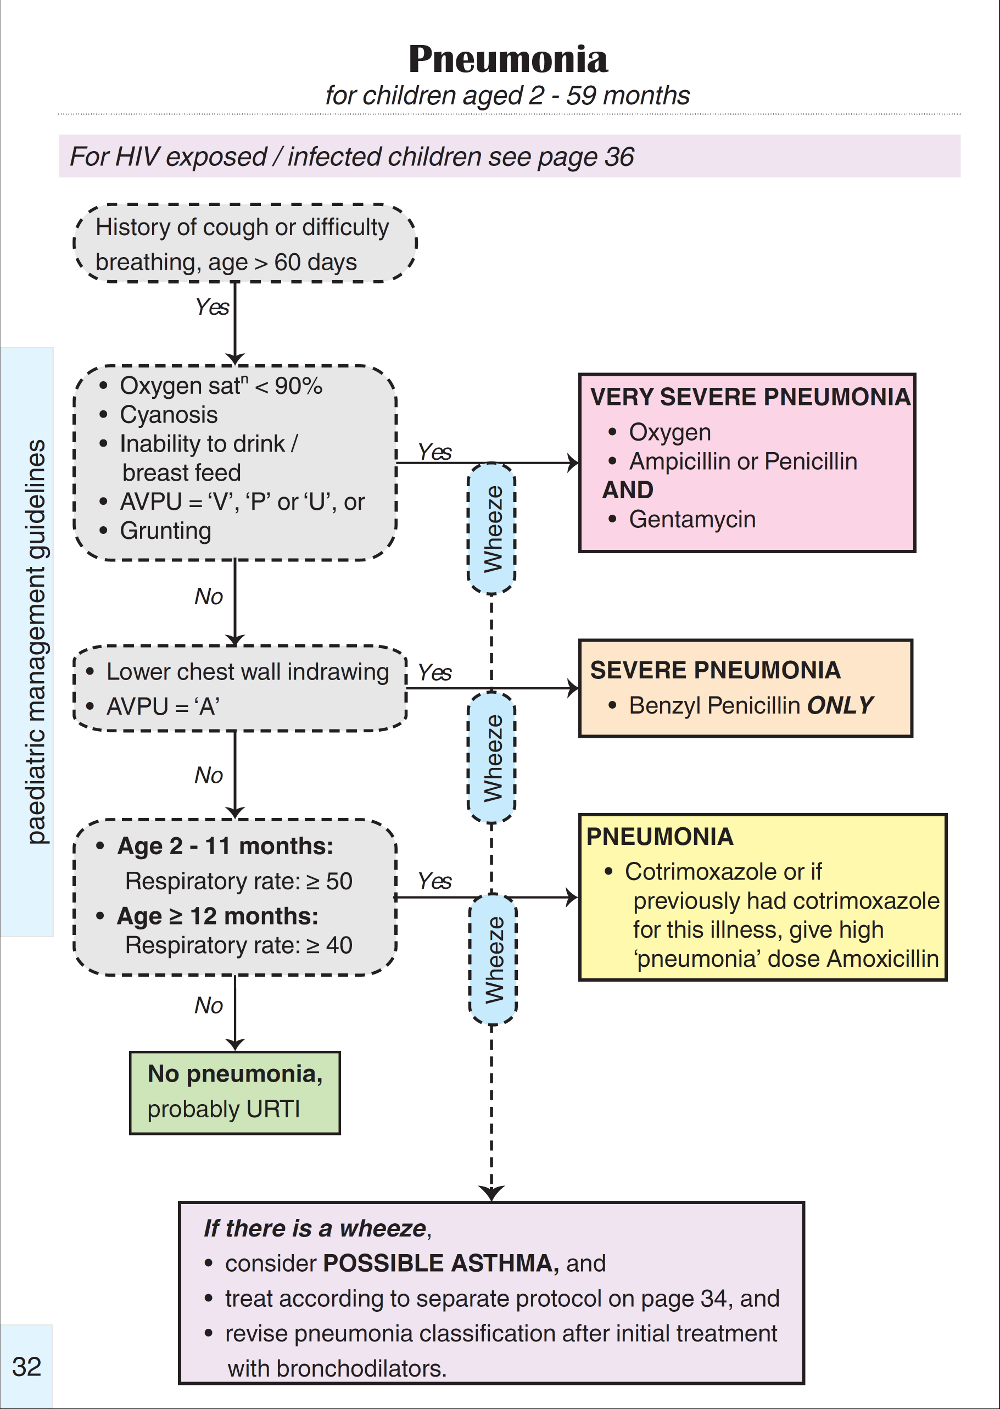 Pneumonia
for children aged 2 - 59 months
For HIV exposed / infected children see page 36
History of cough or difficulty
breathing, age > 60 days
Yes
• Oxygen satⁿ < 90%
• Cyanosis
• Inability to drink /
breast feed
• AVPU = ‘V’, ‘P’ or ‘U’, or
• Grunting
Yes
Wheeze
VERY SEVERE PNEUMONIA
• Oxygen
• Ampicillin or Penicillin
AND
• Gentamycin
No
• Lower chest wall indrawing
• AVPU = ‘A’
Yes
Wheeze
SEVERE PNEUMONIA
• Benzyl Penicillin ONLY
No
• Age 2 - 11 months:
Respiratory rate: ≥ 50
• Age ≥ 12 months:
Respiratory rate: ≥ 40
Yes
Wheeze
PNEUMONIA
• Cotrimoxazole or if
previously had cotrimoxazole
for this illness, give high
‘pneumonia’ dose Amoxicillin
No
No pneumonia,
probably URTI
If there is a wheeze,
• consider POSSIBLE ASTHMA, and
• treat according to separate protocol on page 34, and
• revise pneumonia classification after initial treatment
with bronchodilators.
paediatric management guidelines
32